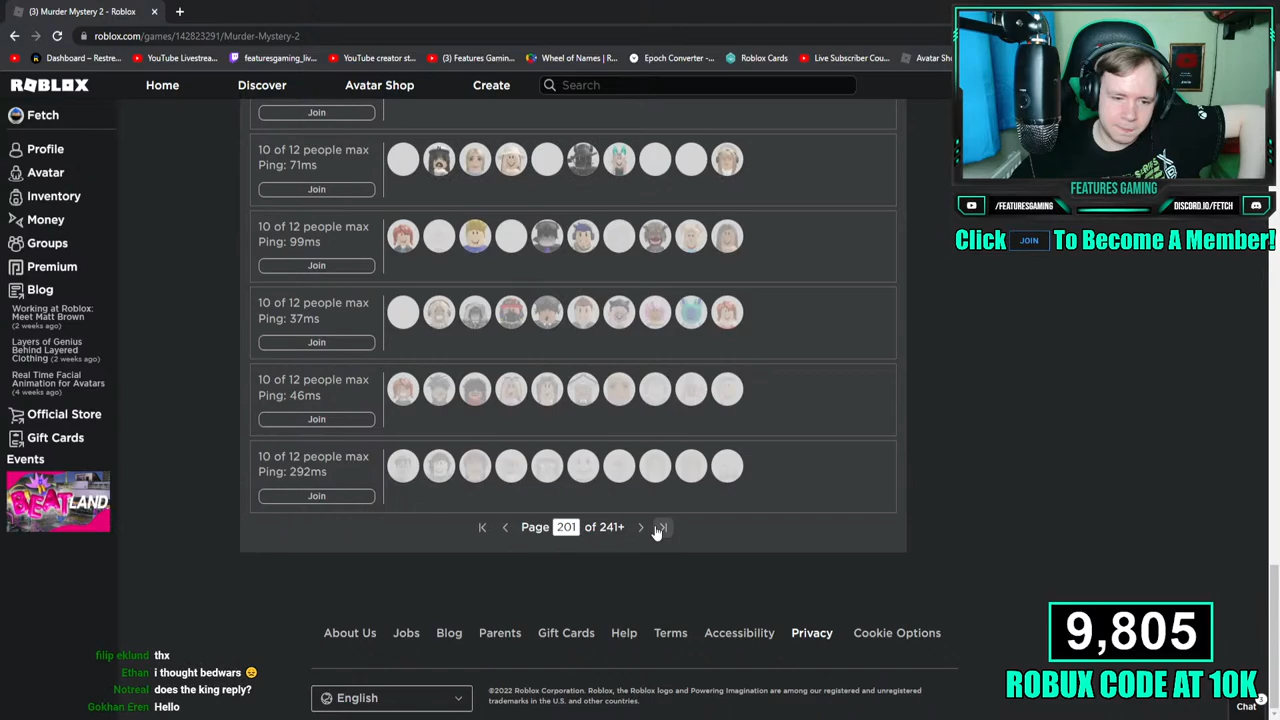 (3) Murder Mystery 2 - Roblox
roblox.com/games/142823291/Murder-Mystery-2
Dashboard – Restre...
YouTube Livestrea...
featuresgaming_liv...
YouTube creator st...
Wheel of Names | R...
Epoch Converter -...
Roblox Cards
Live Subscriber Cou...
Avatar Sho
ROBLOX
Home
Discover
Avatar Shop
Create
Search
Fetch
Profile
Avatar
Inventory
Money
Groups
Premium
Blog
Working at Roblox:
Meet Matt Brown
(2 weeks ago)
Layers of Genius
Behind Layered
Clothing (2 weeks ago)
Real Time Facial
Animation for Avatars
(4 weeks ago)
Official Store
Gift Cards
Events
BEATLAND
Join
10 of 12 people max
Ping: 71ms
Join
10 of 12 people max
Ping: 99ms
Join
10 of 12 people max
Ping: 37ms
Join
10 of 12 people max
Ping: 46ms
Join
10 of 12 people max
Ping: 292ms
Join
Page 201 of 241+
About Us
Jobs
Blog
Parents
Gift Cards
Help
Terms
Accessibility
Privacy
Cookie Options
English
©2022 Roblox Corporation. Roblox, the Roblox logo and Powering Imagination are among our registered and unregistered
trademarks in the U.S. and other countries.
filip eklund thx
Ethan i thought bedwars
Notreal does the king reply?
Gokhan Eren Hello
FEATURES GAMING
/FEATURESGAMING
DISCORD.IO/FETCH
Click JOIN To Become A Member!
9,805
ROBUX CODE AT 10K
Chat